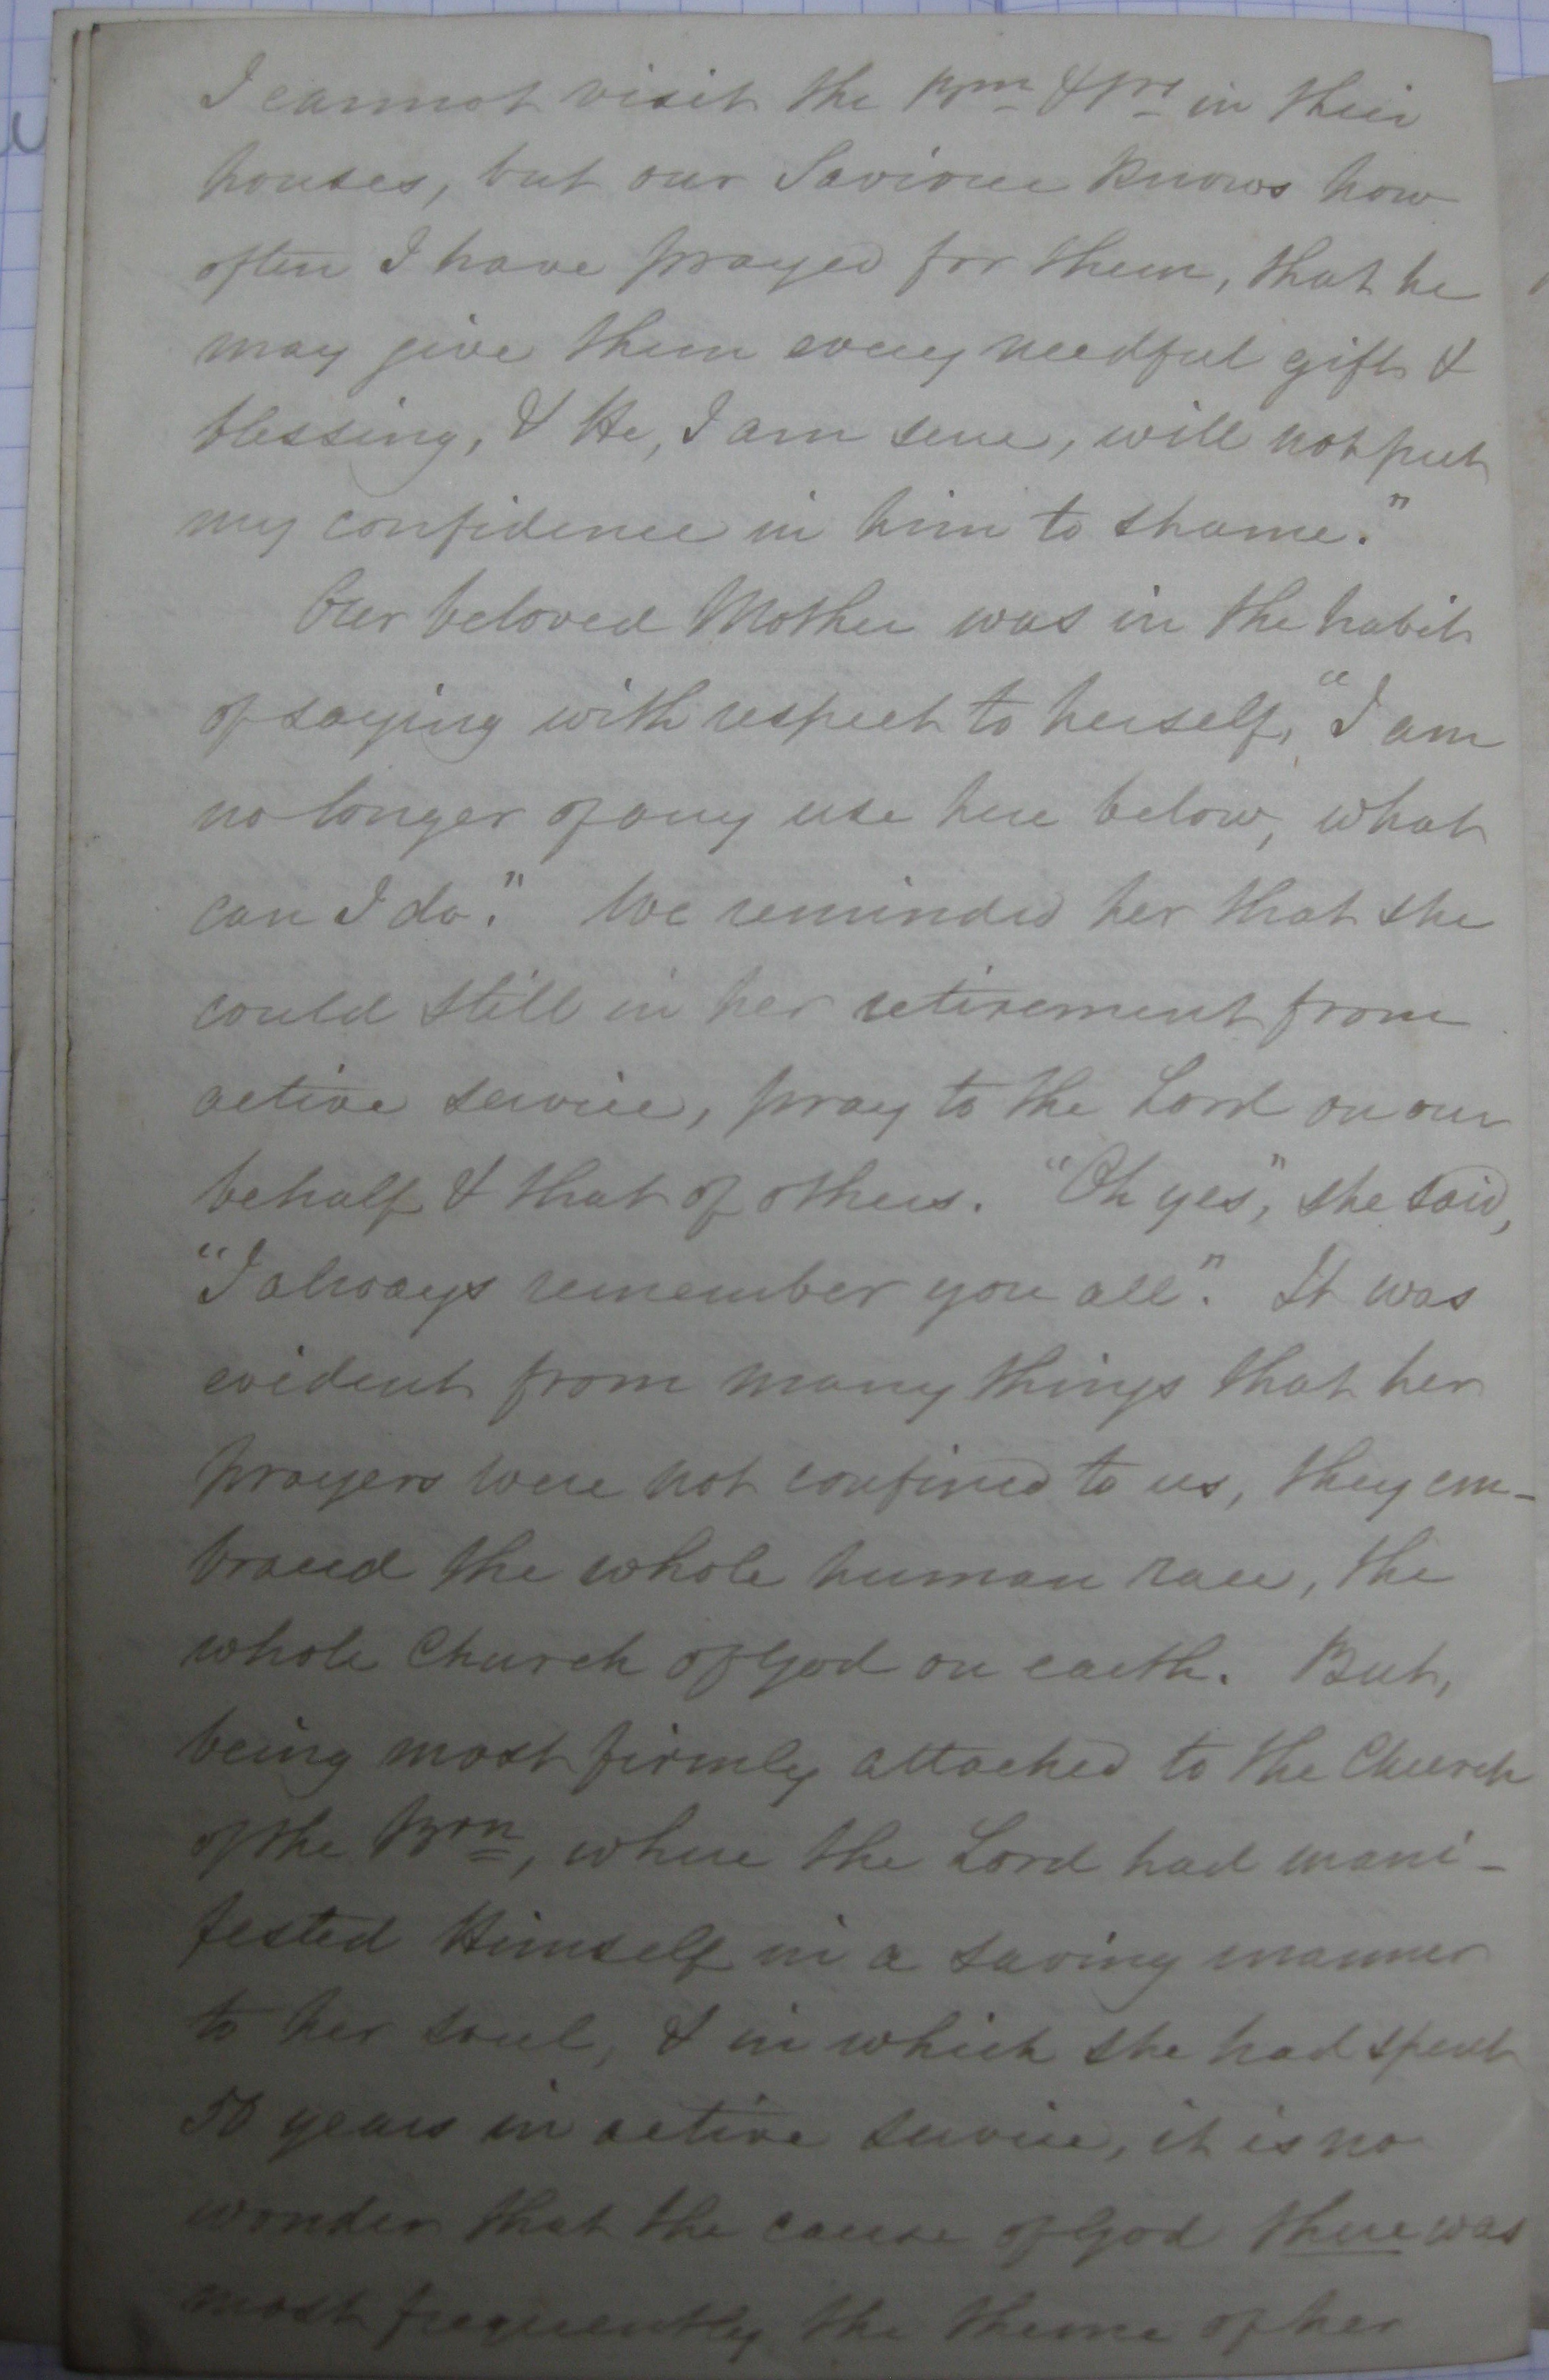 I cannot visit the Brn & Srs in their
houses, but our Saviour knows how
often I have prayed for them, that he
may give them every needful gift &
blessing, & He, I am sure, will not put
my confidence in him to shame."
Our beloved Mother was in the habit
of saying with respect to herself, "I am
no longer of any use here below, what
can I do." We reminded her that she
could still in her retirement from
active service, pray to the Lord on our
behalf & that of others. "Oh yes", she said,
"I always remember you all". It was
evident from many things that her
prayers were not confined to us, they em-
braced the whole human race, the
whole Church of God on earth. But,
being most firmly attached to the Church
of the Brn, where the Lord had mani-
fested Himself in a saving manner
to her soul, & in which she had spent
50 years in active service, it is no
wonder that the cause of God there was
most frequently the theme of her